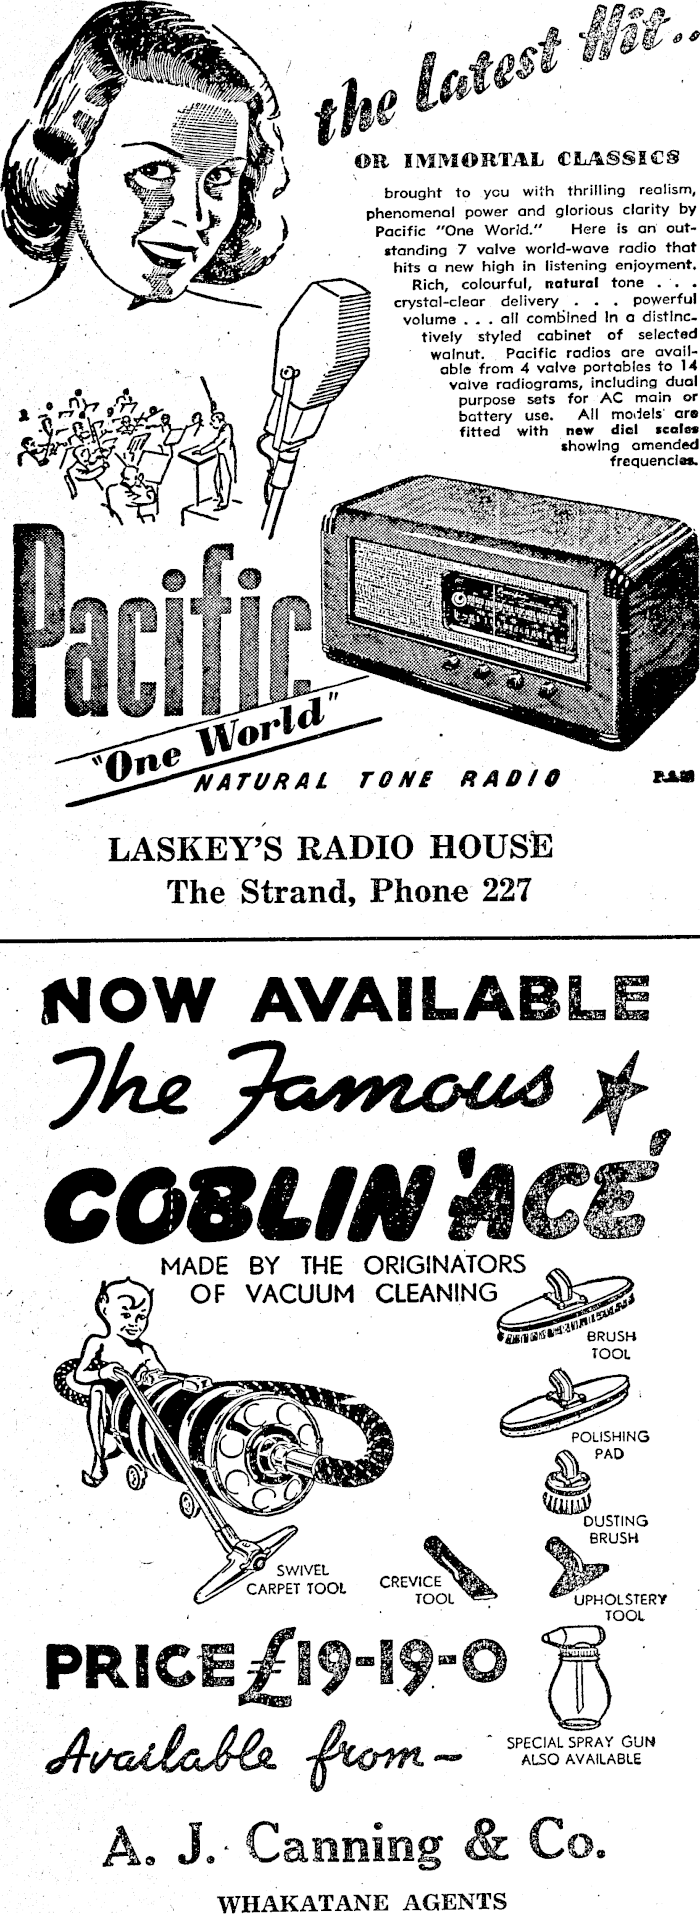 the Latest Hit..
OR IMMORTAL CLASSICS
brought to you with thrilling realism,
phenomenal power and glorious clarity by
Pacific "One World." Here is an out-
standing 7 valve world-wave radio that
hits a new high in listening enjoyment.
Rich, colourful, natural tone . . .
crystal-clear delivery . . . powerful
volume . . . all combined in a distinc-
tively styled cabinet of selected
walnut. Pacific radios are avail-
able from 4 valve portables to 14
valve radiograms, including dual
purpose sets for AC main or
battery use. All models are
fitted with new dial scales
showing amended
frequencies.
Pacific
"One World"
NATURAL TONE RADIO
LASKEY'S RADIO HOUSE
The Strand, Phone 227
NOW AVAILABLE
The Famous
GOBLIN 'ACE'
MADE BY THE ORIGINATORS
OF VACUUM CLEANING
BRUSH
TOOL
POLISHING
PAD
DUSTING
BRUSH
SWIVEL
CARPET TOOL
CREVICE
TOOL
UPHOLSTERY
TOOL
PRICE £19-19-0
SPECIAL SPRAY GUN
ALSO AVAILABLE
Available from—
A. J. Canning & Co.
WHAKATANE AGENTS